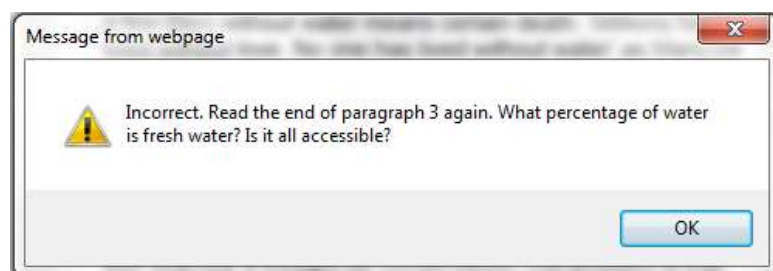 Message from webpage
Incorrect. Read the end of paragraph 3 again. What percentage of water
is fresh water? Is it all accessible?
OK